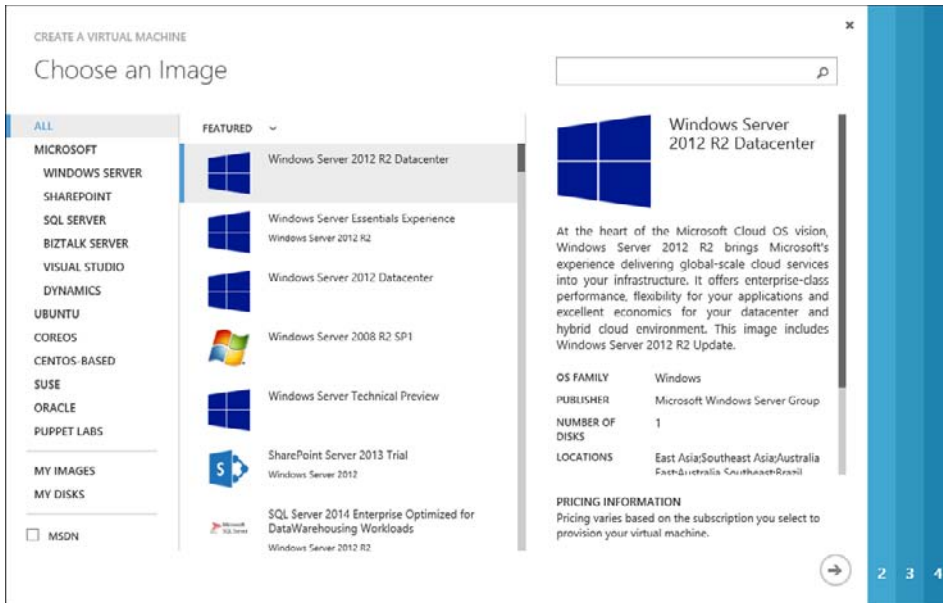 CREATE A VIRTUAL MACHINE
Choose an Image
ALL
MICROSOFT
WINDOWS SERVER
SHAREPOINT
SQL SERVER
BIZTALK SERVER
VISUAL STUDIO
DYNAMICS
UBUNTU
COREOS
CENTOS-BASED
SUSE
ORACLE
PUPPET LABS
MY IMAGES
MY DISKS
MSDN
FEATURED
Windows Server 2012 R2 Datacenter
Windows Server Essentials Experience
Windows Server 2012 R2
Windows Server 2012 Datacenter
Windows Server 2008 R2 SP1
Windows Server Technical Preview
S
SharePoint Server 2013 Trial
Windows Server 2012
Microsoft
SQL Server
SQL Server 2014 Enterprise Optimized for
DataWarehousing Workloads
Windows Server 2012 R2
Windows Server
2012 R2 Datacenter
At the heart of the Microsoft Cloud OS vision,
Windows Server 2012 R2 brings Microsoft's
experience delivering global-scale cloud services
into your infrastructure. It offers enterprise-class
performance, flexibility for your applications and
excellent economics for your datacenter and
hybrid cloud environment. This image includes
Windows Server 2012 R2 Update.
OS FAMILY Windows
PUBLISHER Microsoft Windows Server Group
NUMBER OF 1
DISKS
LOCATIONS East Asia;Southeast Asia;Australia
East;Australia Southeast;Brazil
PRICING INFORMATION
Pricing varies based on the subscription you select to
provision your virtual machine.
2 3 4